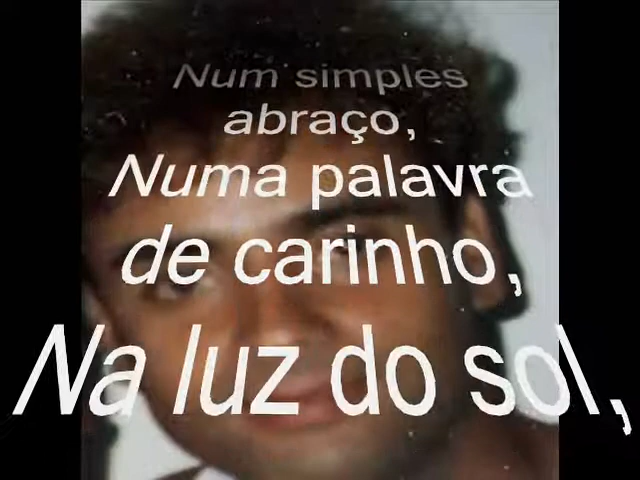 Num simples
abraço,
Numa palavra
de carinho,
Na luz do sol,